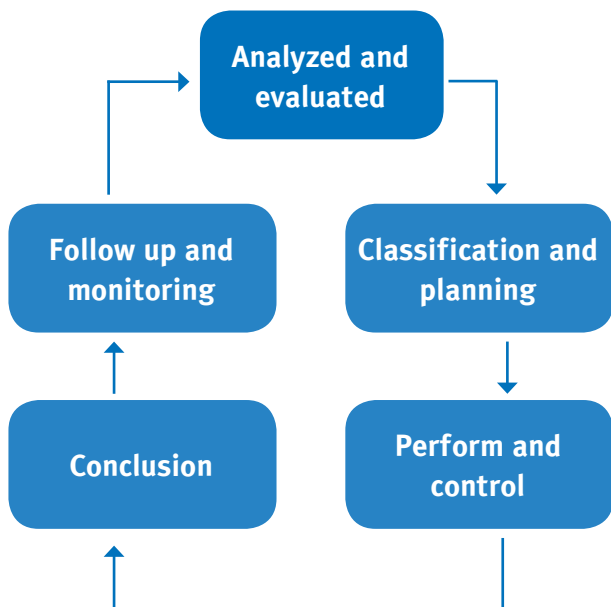 Analyzed and
evaluated
Follow up and
monitoring
Classification and
planning
Conclusion
Perform and
control